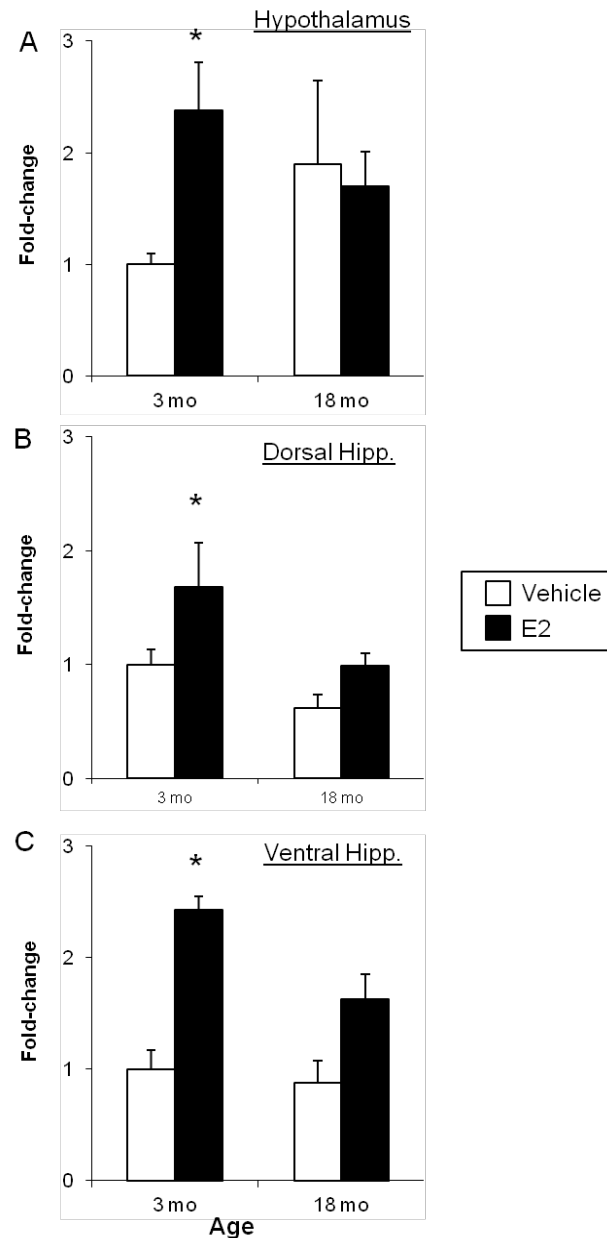 A
Hypothalamus
3
*
2
1
0
Fold-change
3 mo
18 mo
B
Dorsal Hipp.
3
*
2
1
0
Fold-change
3 mo
18 mo
Vehicle
E2
C
Ventral Hipp.
3
*
2
1
0
Fold-change
3 mo
18 mo
Age